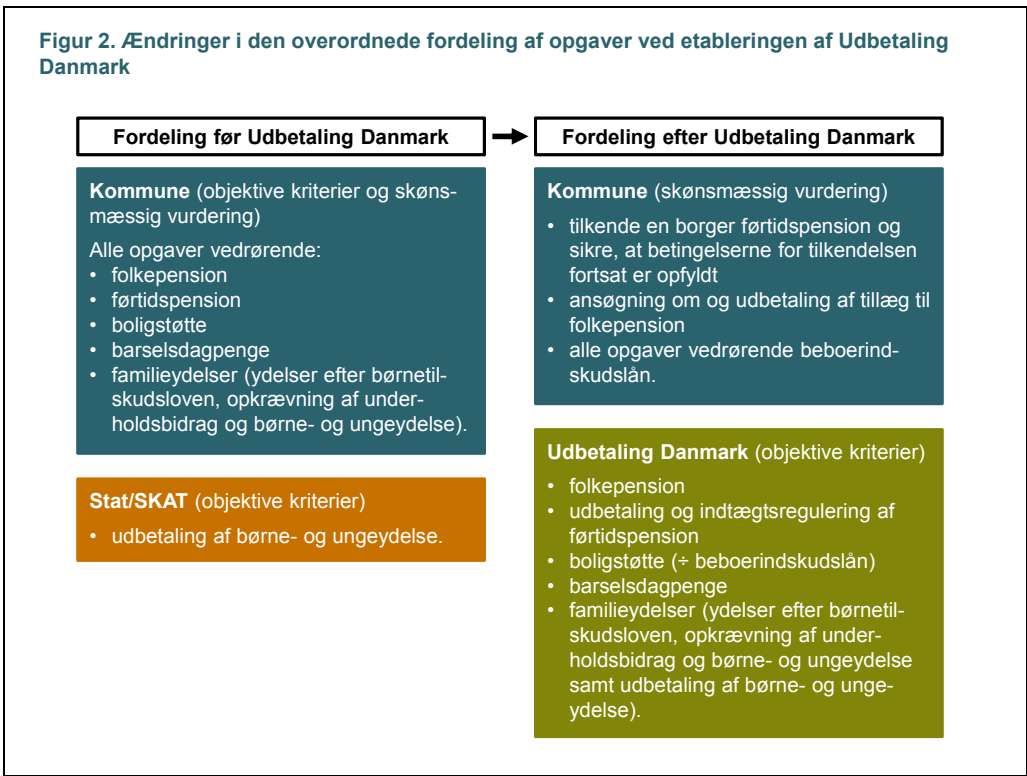 Figur 2. Ændringer i den overordnede fordeling af opgaver ved etableringen af Udbetaling
Danmark
Fordeling før Udbetaling Danmark
Kommune (objektive kriterier og skøns-
mæssig vurdering)
Alle opgaver vedrørende:
• folkepension
• førtidspension
• boligstøtte
• barselsdagpenge
• familieydelser (ydelser efter børnetil-
skudsloven, opkrævning af under-
holdsbidrag og børne- og ungeydelse).
Stat/SKAT (objektive kriterier)
• udbetaling af børne- og ungeydelse.
Fordeling efter Udbetaling Danmark
Kommune (skønsmæssig vurdering)
• tilkende en borger førtidspension og
sikre, at betingelserne for tilkendelsen
fortsat er opfyldt
• ansøgning om og udbetaling af tillæg til
folkepension
• alle opgaver vedrørende beboerind-
skudslån.
Udbetaling Danmark (objektive kriterier)
• folkepension
• udbetaling og indtægtsregulering af
førtidspension
• boligstøtte (÷ beboerindskudslån)
• barselsdagpenge
• familieydelser (ydelser efter børnetil-
skudsloven, opkrævning af under-
holdsbidrag og børne- og ungeydelse
samt udbetaling af børne- og unge-
ydelse).